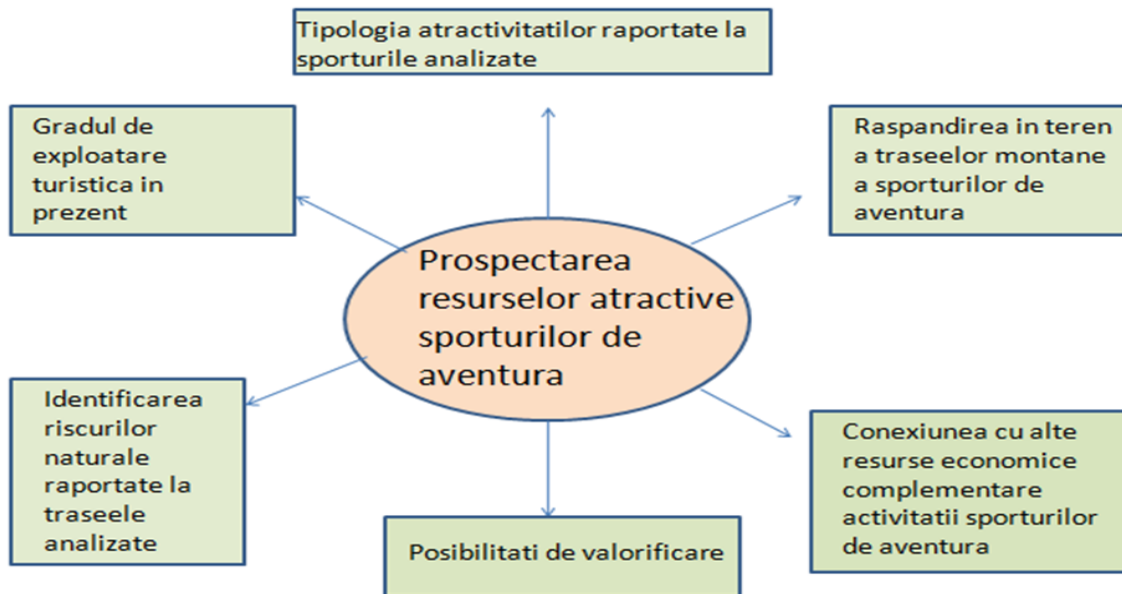 Tipologia atractivitatilor raportate la
sporturile analizate
Gradul de
exploatare
turistica in
prezent
Raspandirea in teren
a traseelor montane
a sporturilor de
aventura
Prospectarea
resurselor atractive
sporturilor de
aventura
Identificarea
riscurilor
naturale
raportate la
traseele
analizate
Posibilitati de valorificare
Conexiunea cu alte
resurse economice
complementare
activitatii sporturilor
de aventura